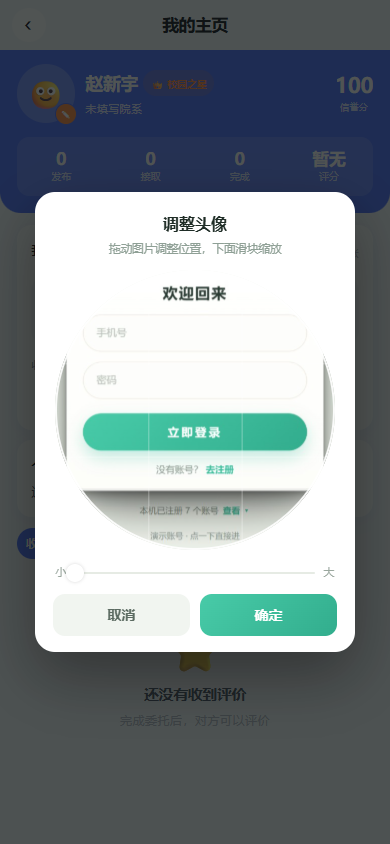 我的主页
赵新宇
校园之星
100
未填写院系
信誉分
0
0
0
暂无
发布
接取
完成
评分
调整头像
拖动图片调整位置，下面滑块缩放
欢迎回来
手机号
密码
立即登录
没有账号？ 去注册
本机已注册 7 个账号 查看
演示账号 · 点一下直接进
小
大
取消
确定
还没有收到评价
完成委托后，对方可以评价